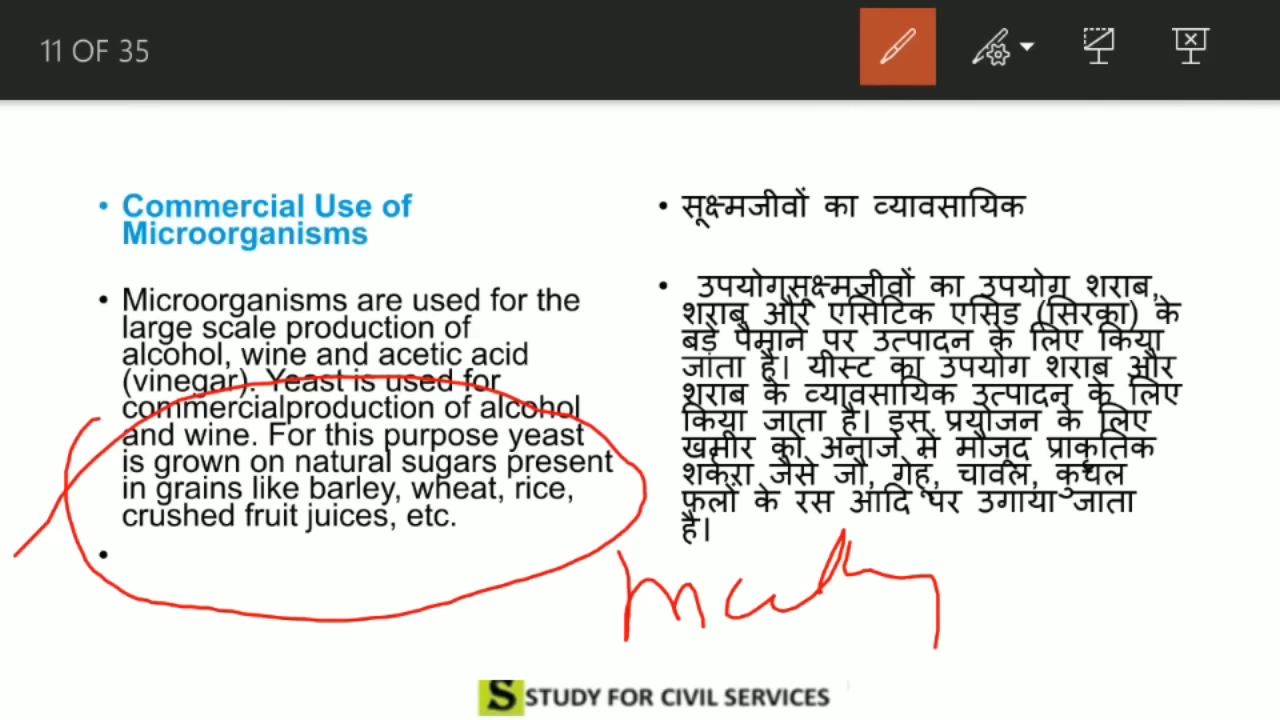 11 OF 35
• Commercial Use of
Microorganisms
• Microorganisms are used for the
large scale production of
alcohol, wine and acetic acid
(vinegar). Yeast is used for
commercialproduction of alcohol
and wine. For this purpose yeast
is grown on natural sugars present
in grains like barley, wheat, rice,
crushed fruit juices, etc.
•
• सूक्ष्मजीवों का व्यावसायिक
• उपयोगसूक्ष्मजीवों का उपयोग शराब,
शराब और एसिटिक एसिड (सिरका) के
बड़े पैमाने पर उत्पादन के लिए किया
जाता है। यीस्ट का उपयोग शराब और
शराब के व्यावसायिक उत्पादन के लिए
किया जाता है। इस प्रयोजन के लिए
खमीर को अनाज में मौजूद प्राकृतिक
शर्करा जैसे जौ, गेहूं, चावल, कुचल
फलों के रस आदि पर उगाया जाता
है।
S STUDY FOR CIVIL SERVICES